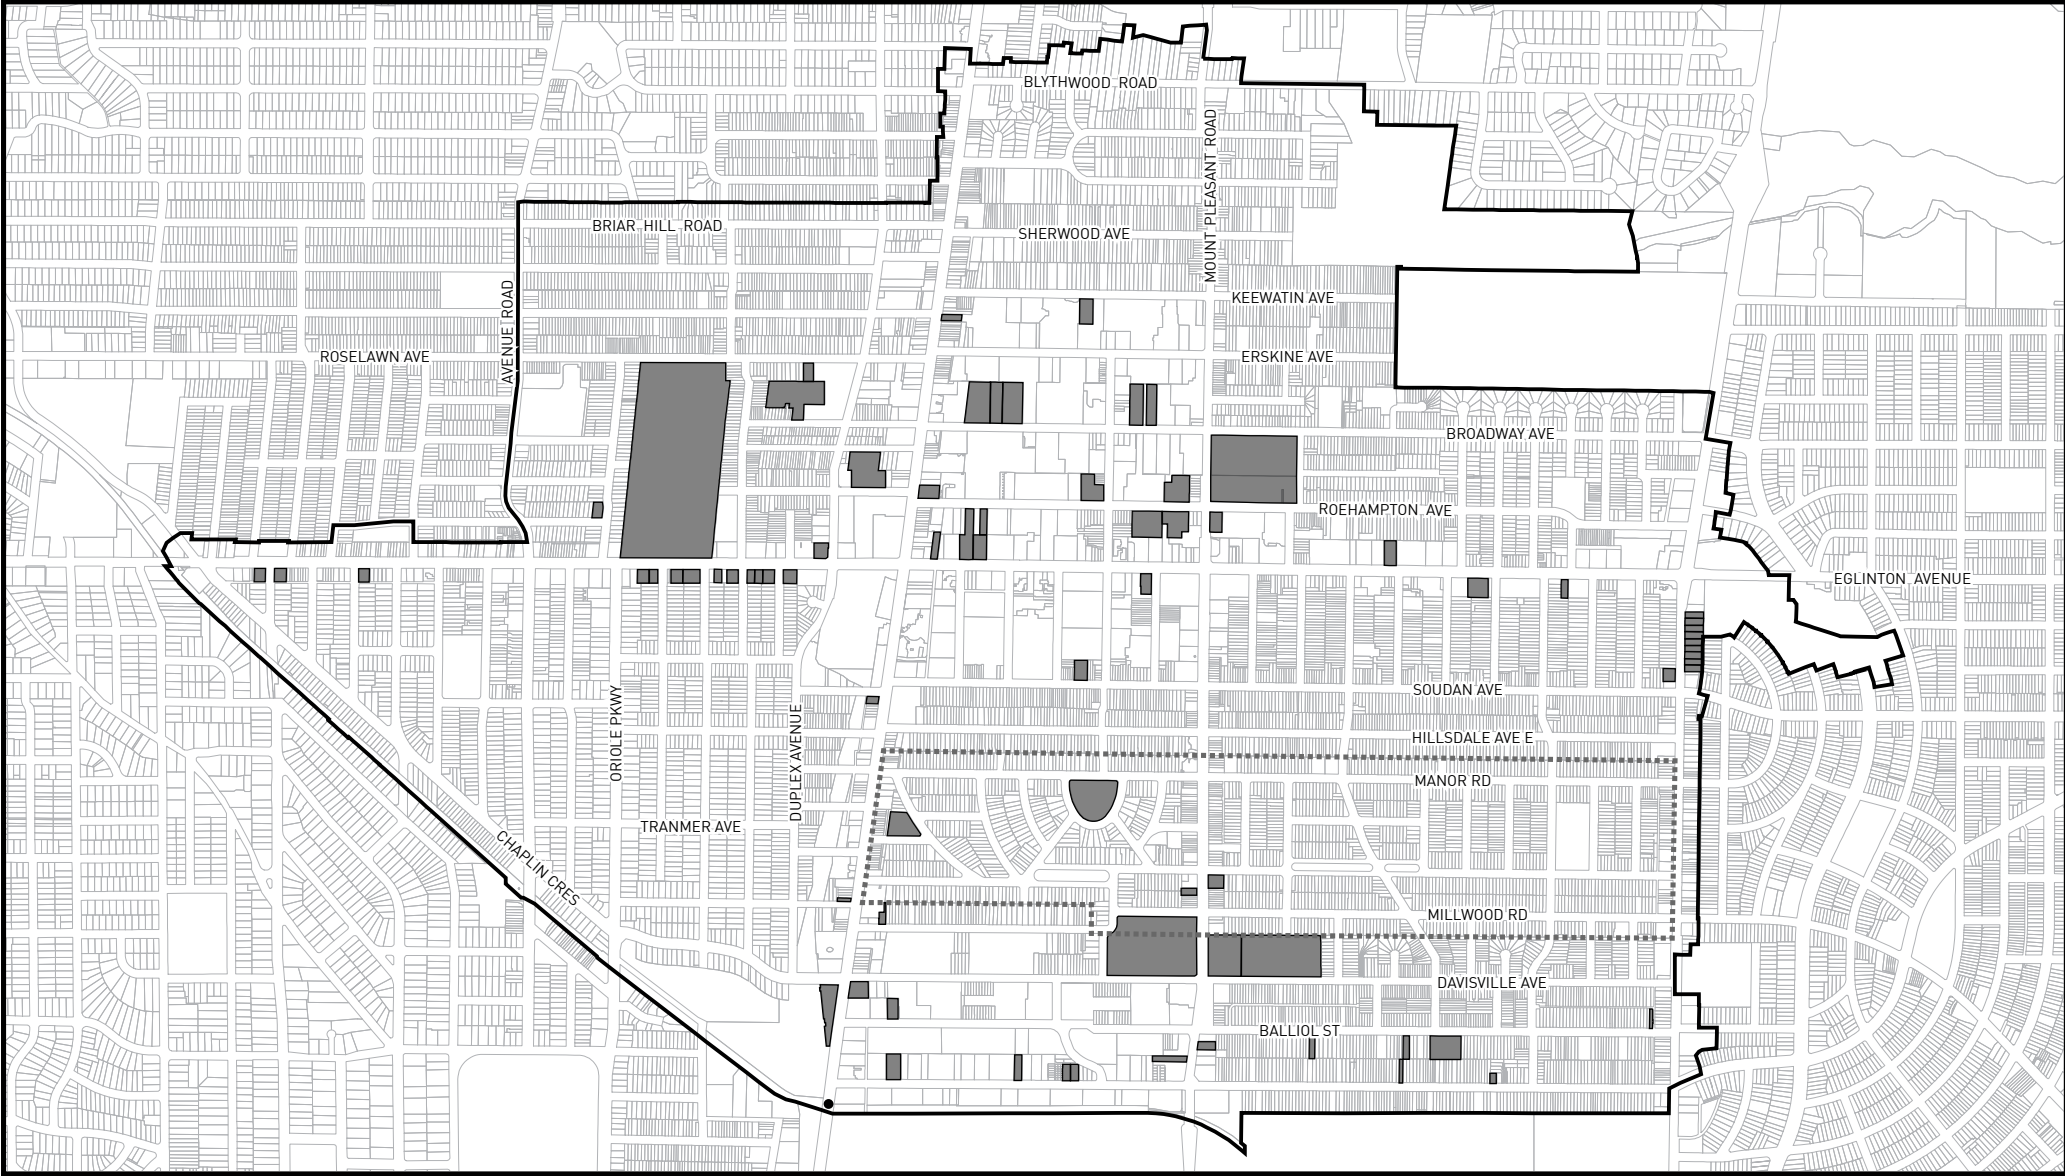 BLYTHWOOD ROAD
MOUNT PLEASANT ROAD
BRIAR HILL ROAD
SHERWOOD AVE
KEEWATIN AVE
AVENUE ROAD
ROSELAWN AVE
ERSKINE AVE
BROADWAY AVE
ROEHAMPTON AVE
EGLINTON AVENUE
SOUDAN AVE
ORIOLE PKWY
DUPLEX AVENUE
HILLSDALE AVE E
MANOR RD
TRANMER AVE
CHAPLIN CRES
MILLWOOD RD
DAVISVILLE AVE
BALLIOL ST